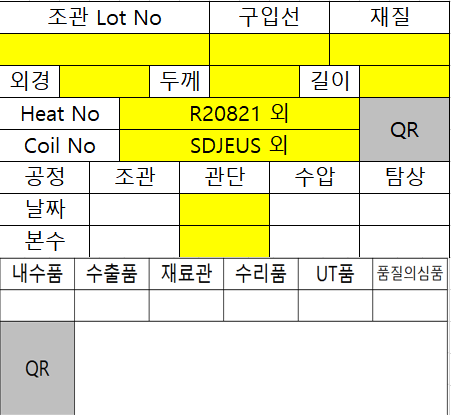 조관 Lot No 구입선 재질
외경 두께 길이
Heat No R20821 외 QR
Coil No SDJEUS 외
공정 조관 관단 수압 탐상
날짜
본수
내수품 수출품 재료관 수리품 UT품 품질의심품
QR